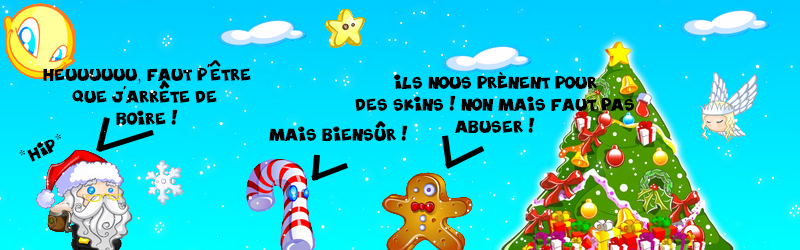 HEUUUUUU, FAUT P'ÊTRE
QUE J'ARRÊTE DE
BOIRE !
*HIP*
MAIS BIENSÛR !
ILS NOUS PRÈNENT POUR
DES SKINS ! NON MAIS FAUT PAS
ABUSER !